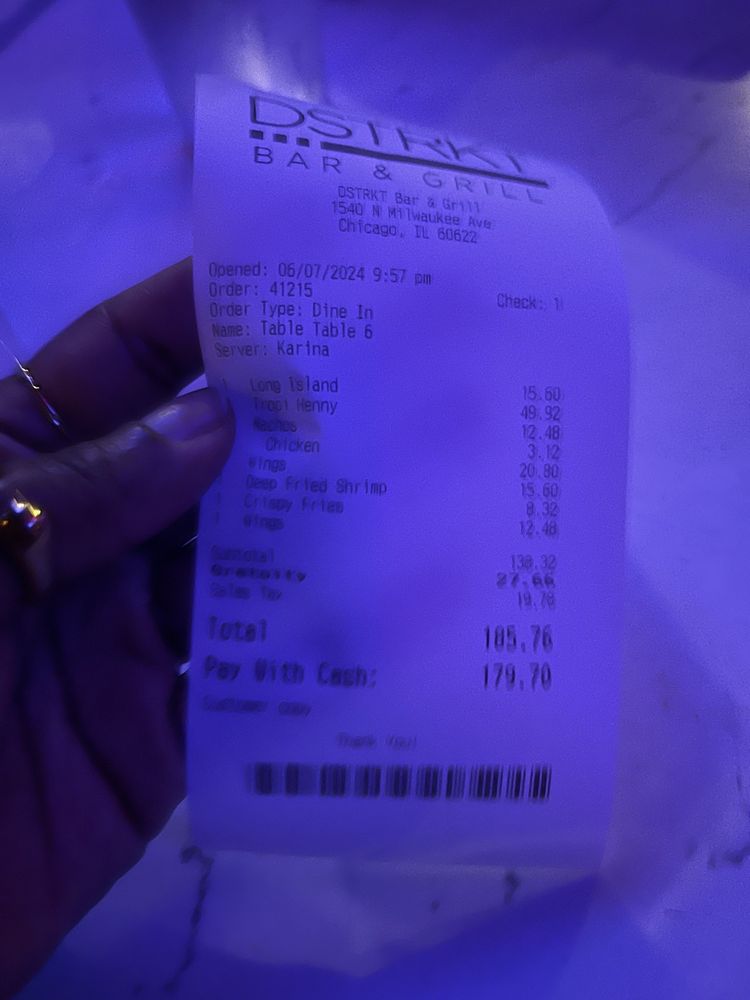 DSTRKT
BAR & GRILL
DSTRKT Bar & Grill
1540 N Milwaukee Ave
Chicago, IL 60622
Opened: 06/07/2024 9:57 pm
Order: 41215 Check: 1
Order Type: Dine In
Name: Table Table 6
Server: Karina
1 Long Island 15.60
Tropi Henny 49.92
Nachos 12.48
Chicken 3.12
Wings 20.80
Deep Fried Shrimp 15.60
1 Crispy Fries 8.32
1 Wings 12.48
Subtotal 138.32
Gratuity 27.66
Sales Tax 19.78
Total 185.76
Pay With Cash: 179.70
Customer copy
Thank You!